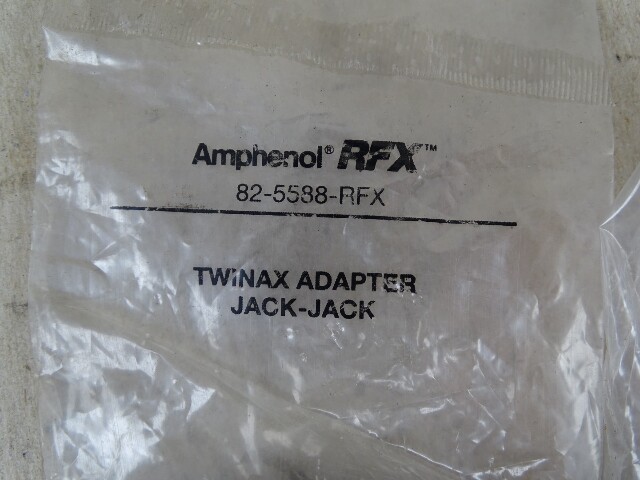 Amphenol® RFX™
82-5588-RFX
TWINAX ADAPTER
JACK-JACK